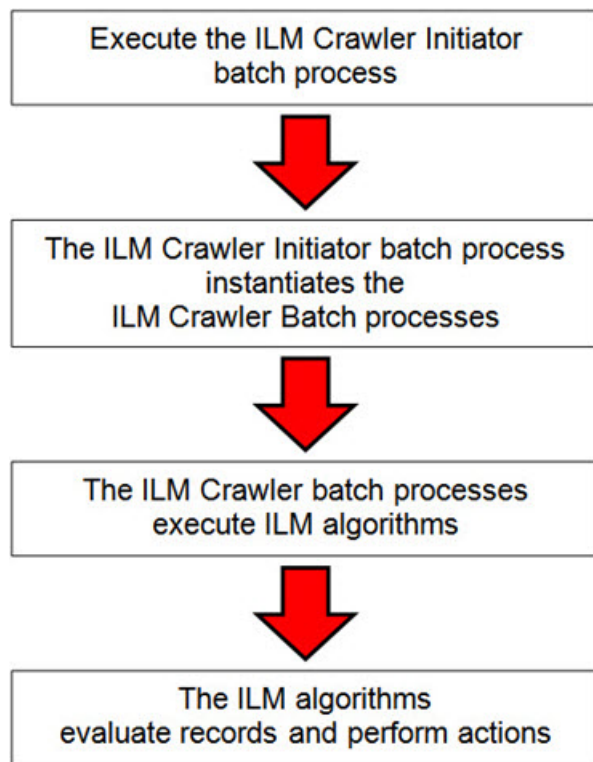 Execute the ILM Crawler Initiator
batch process
The ILM Crawler Initiator batch process
instantiates the
ILM Crawler Batch processes
The ILM Crawler batch processes
execute ILM algorithms
The ILM algorithms
evaluate records and perform actions